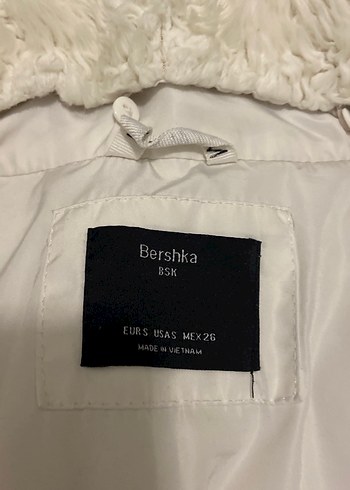 Bershka
BSK
EUR S USA S MEX 26
MADE IN VIETNAM